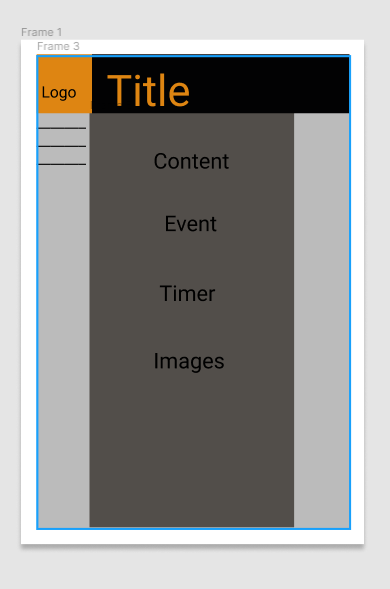 Frame 1
Frame 3
Logo
Title
Content
Event
Timer
Images